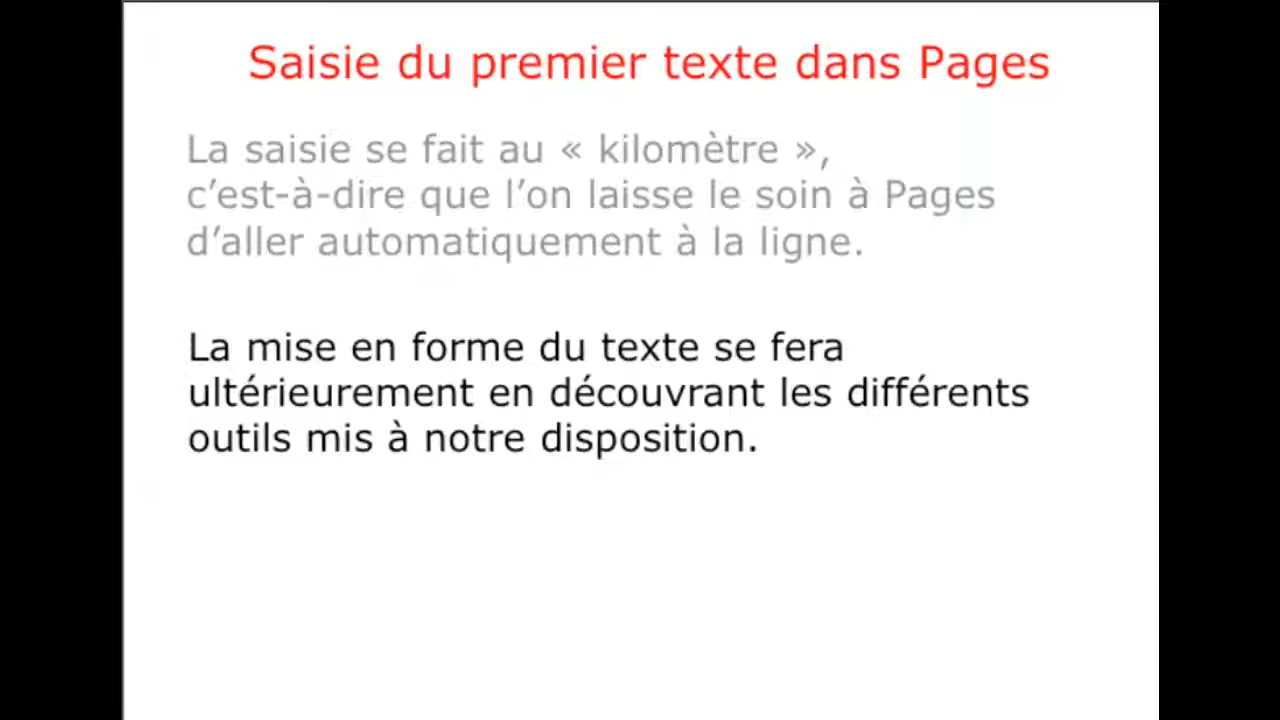 Saisie du premier texte dans Pages
La saisie se fait au « kilomètre »,
c’est-à-dire que l’on laisse le soin à Pages
d’aller automatiquement à la ligne.
La mise en forme du texte se fera
ultérieurement en découvrant les différents
outils mis à notre disposition.